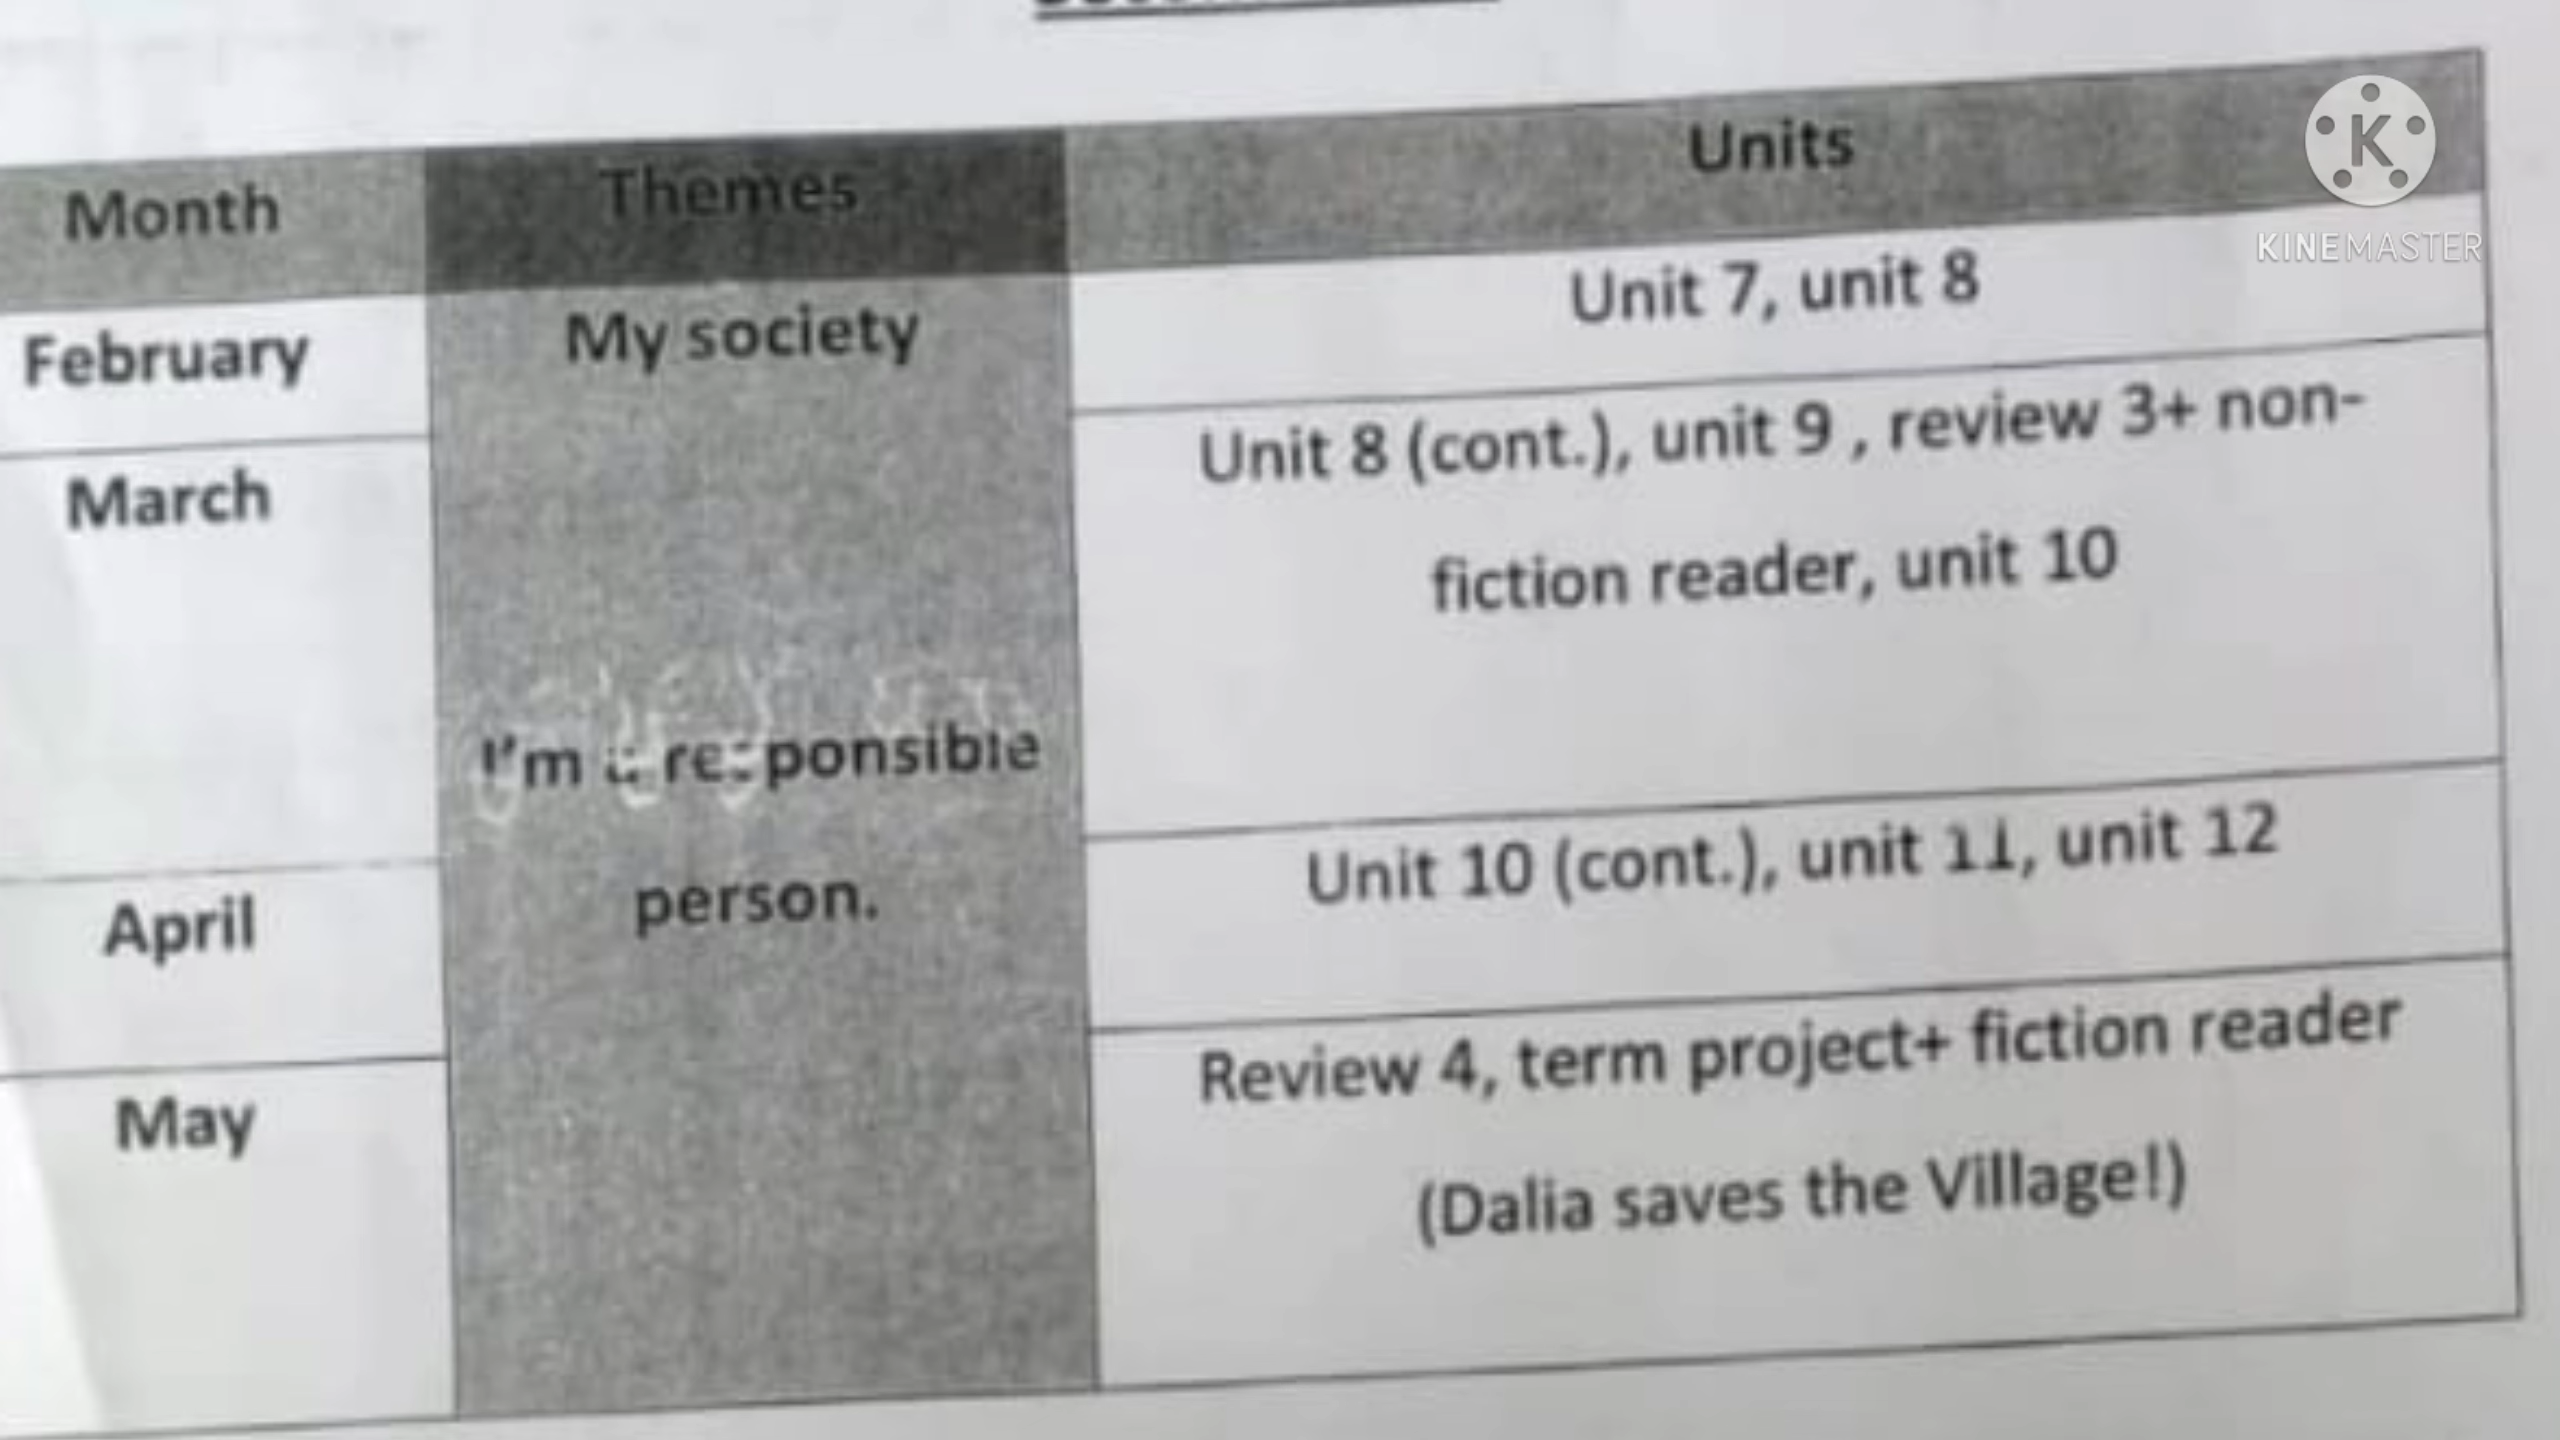 Month Themes Units
February My society Unit 7, unit 8
March Unit 8 (cont.), unit 9 , review 3+ non-
fiction reader, unit 10
I'm a responsible
person.
April Unit 10 (cont.), unit 11, unit 12
May Review 4, term project+ fiction reader
(Dalia saves the Village!)
K
KINEMASTER